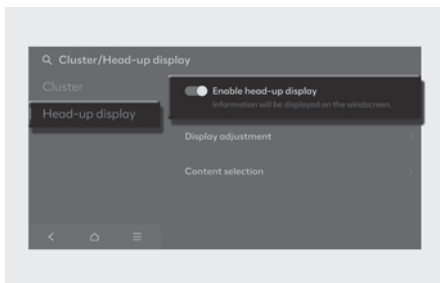 Cluster/Head-up display
Cluster
Head-up display
Enable head-up display
Information will be displayed on the windscreen.
Display adjustment
Content selection